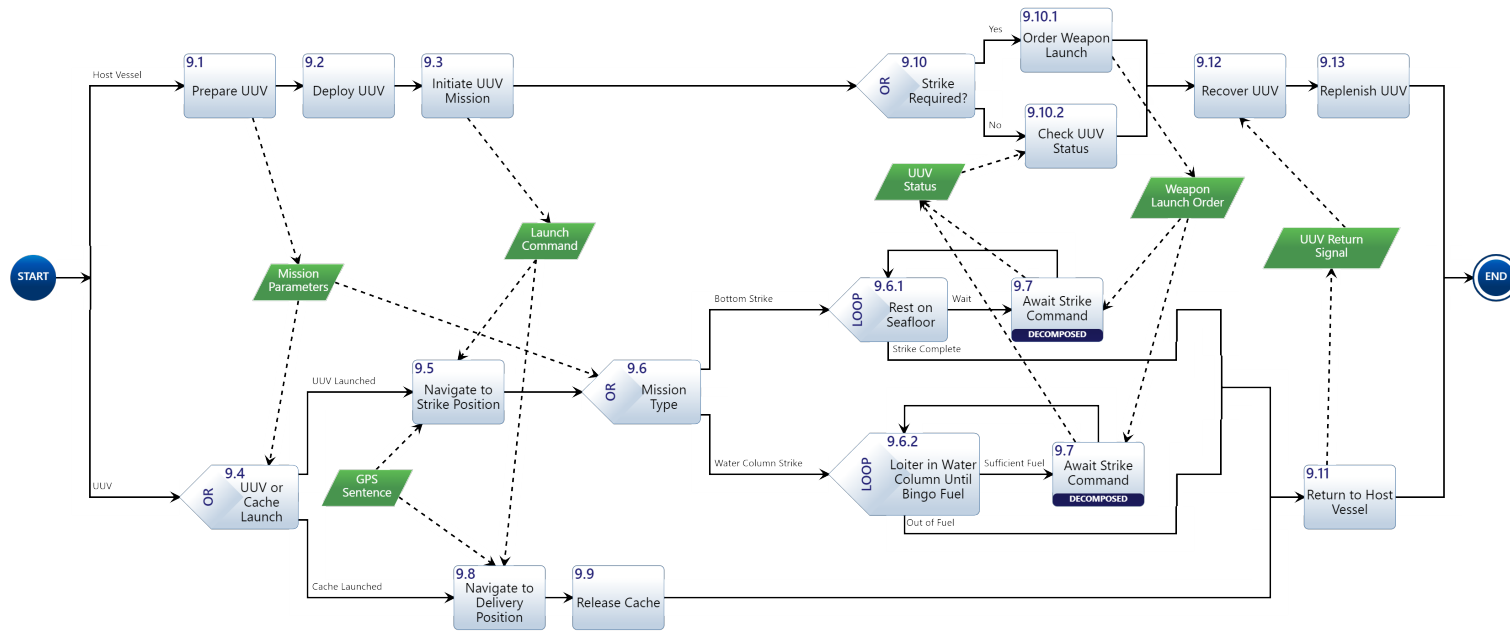 START
Host Vessel
9.1
Prepare UUV
9.2
Deploy UUV
9.3
Initiate UUV
Mission
OR
9.10
Strike
Required?
Yes
9.10.1
Order Weapon
Launch
No
9.10.2
Check UUV
Status
9.12
Recover UUV
9.13
Replenish UUV
UUV
Status
Weapon
Launch Order
Launch
Command
Mission
Parameters
UUV Return
Signal
END
Bottom Strike
LOOP
9.6.1
Rest on
Seafloor
Wait
9.7
Await Strike
Command
DECOMPOSED
Strike Complete
UUV Launched
9.5
Navigate to
Strike Position
OR
9.6
Mission
Type
Water Column Strike
LOOP
9.6.2
Loiter in Water
Column Until
Bingo Fuel
Sufficient Fuel
9.7
Await Strike
Command
DECOMPOSED
Out of Fuel
UUV
OR
9.4
UUV or
Cache
Launch
GPS
Sentence
9.11
Return to Host
Vessel
Cache Launched
9.8
Navigate to
Delivery
Position
9.9
Release Cache